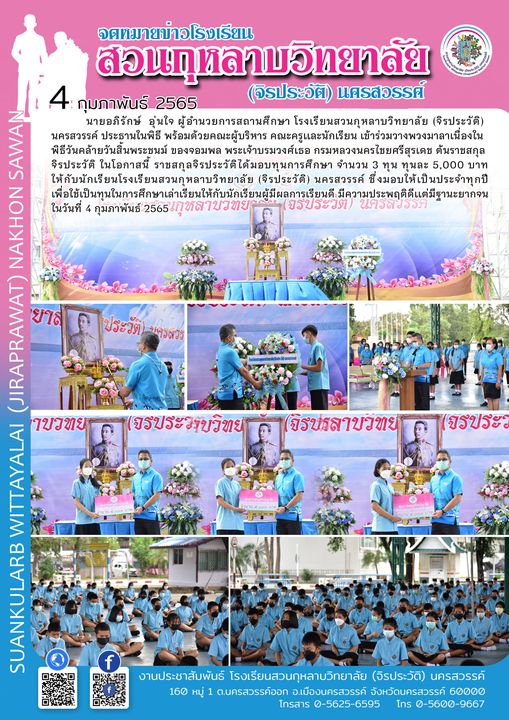 จดหมายข่าวโรงเรียน
สวนกุหลาบวิทยาลัย
(จิรประวัติ) นครสวรรค์
4 กุมภาพันธ์ 2565
นายอภิรักษ์ อุ่นใจ ผู้อำนวยการสถานศึกษา โรงเรียนสวนกุหลาบวิทยาลัย (จิรประวัติ)
นครสวรรค์ ประธานในพิธี พร้อมด้วยคณะผู้บริหาร คณะครูและนักเรียน เข้าร่วมวางพวงมาลาเนื่องใน
พิธีวันคล้ายวันสิ้นพระชนม์ ของจอมพล พระเจ้าบรมวงศ์เธอ กรมหลวงนครไชยศรีสุรเดช ต้นราชสกุล
จิรประวัติ ในโอกาสนี้ ราชสกุลจิรประวัติได้มอบทุนการศึกษา จำนวน 3 ทุน ทุนละ 5,000 บาท
ให้กับนักเรียนโรงเรียนสวนกุหลาบวิทยาลัย (จิรประวัติ) นครสวรรค์ ซึ่งมอบให้เป็นประจำทุกปี
เพื่อใช้เป็นทุนในการศึกษาเล่าเรียนให้กับนักเรียนผู้มีผลการเรียนดี มีความประพฤติดีแต่มีฐานะยากจน
ในวันที่ 4 กุมภาพันธ์ 2565
SUANKULARB WITTAYALAI (JIRAPRAWAT) NAKHON SAWAN
งานประชาสัมพันธ์ โรงเรียนสวนกุหลาบวิทยาลัย (จิรประวัติ) นครสวรรค์
160 หมู่ 1 ต.นครสวรรค์ออก อ.เมืองนครสวรรค์ จังหวัดนครสวรรค์ 60000
โทรสาร 0-5625-6595 โทร 0-5600-9667